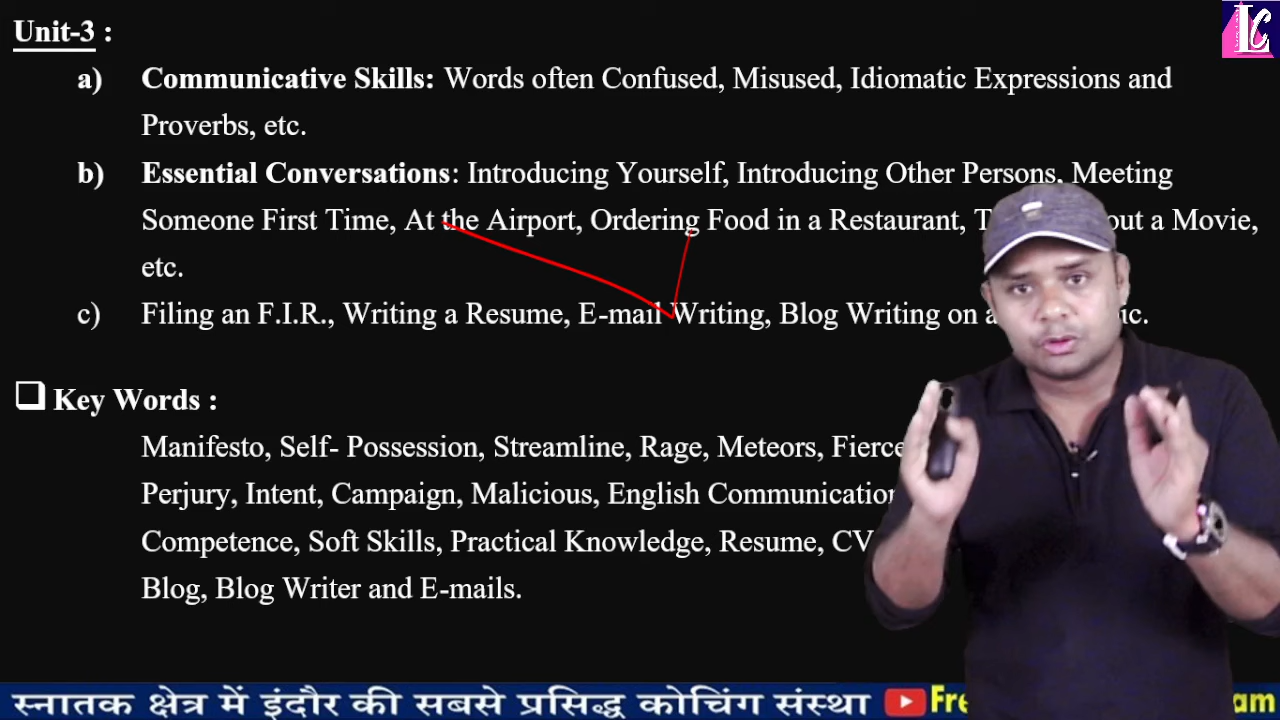 Unit-3 :
a) Communicative Skills: Words often Confused, Misused, Idiomatic Expressions and
Proverbs, etc.
b) Essential Conversations: Introducing Yourself, Introducing Other Persons, Meeting
Someone First Time, At the Airport, Ordering Food in a Restaurant, a Movie,
etc.
c) Filing an F.I.R., Writing a Resume, E-mail Writing, Blog Writing on
❑ Key Words :
Manifesto, Self- Possession, Streamline, Rage, Meteors, Fierce
Perjury, Intent, Campaign, Malicious, English
Competence, Soft Skills, Practical Knowledge, Resume, CV
Blog, Blog Writer and E-mails.
स्नातक क्षेत्र में इंदौर की सबसे प्रसिद्ध कोचिंग संस्था
LC